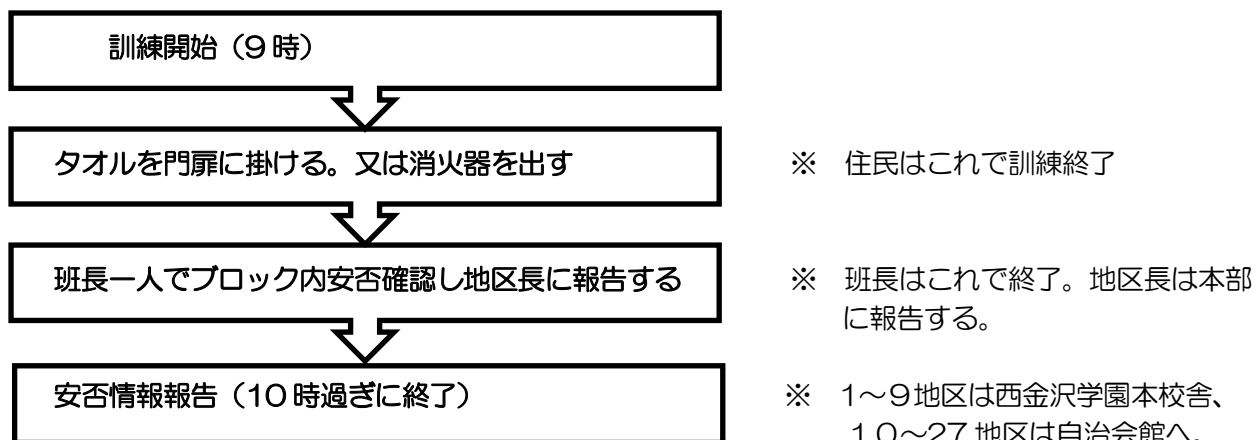 訓練開始（9時）
タオルを門扉に掛ける。又は消火器を出す
※　住民はこれで訓練終了
班長一人でブロック内安否確認し地区長に報告する
※　班長はこれで終了。地区長は本部
に報告する。
安否情報報告（10時過ぎに終了）
※　1～9地区は西金沢学園本校舎、
１０～27地区は自治会館へ。